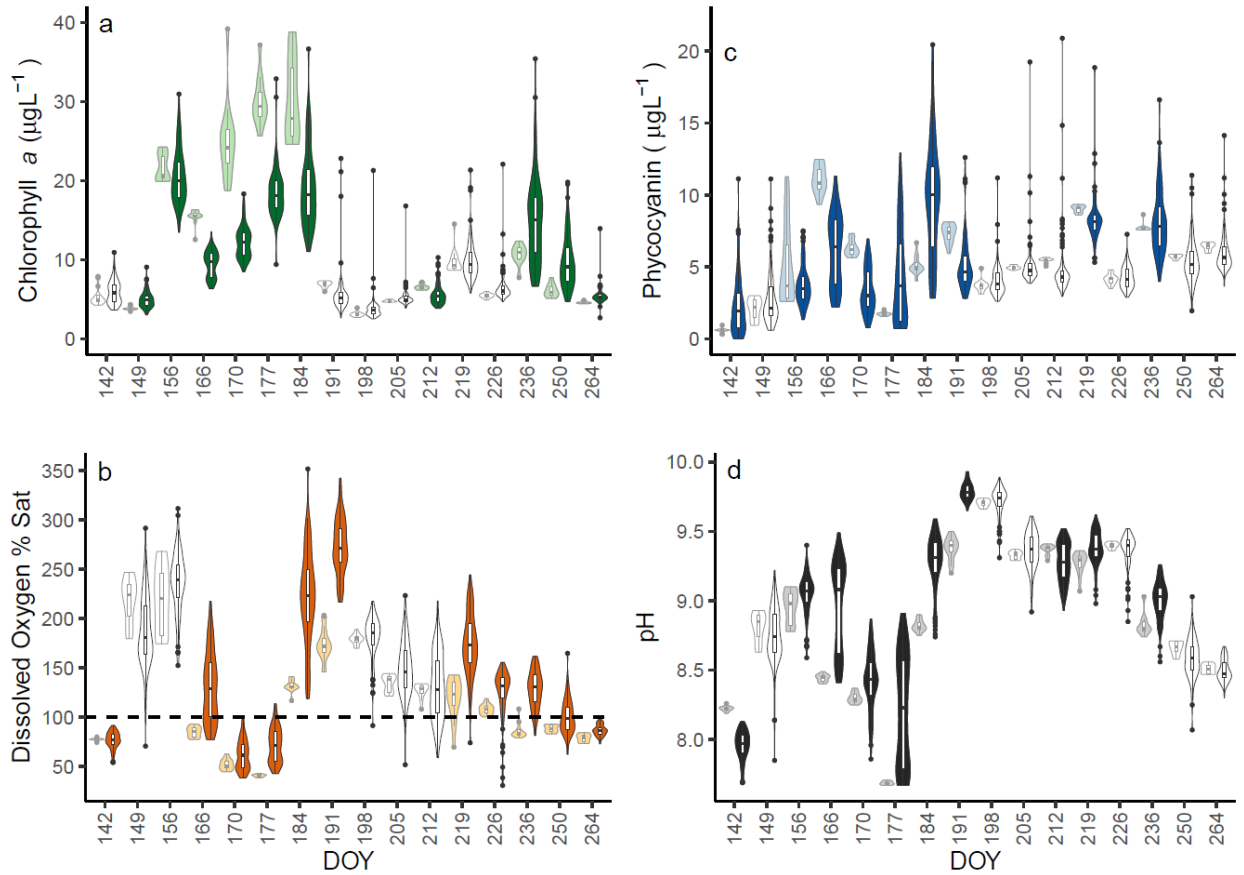 a
Chlorophyll a (µgL⁻¹)
40
30
20
10
0
142 149 156 166 170 177 184 191 198 205 212 219 226 236 250 264
c
Phycocyanin ( µgL⁻¹)
20
15
10
5
0
142 149 156 166 170 177 184 191 198 205 212 219 226 236 250 264
b
Dissolved Oxygen % Sat
350
300
250
200
150
100
50
142 149 156 166 170 177 184 191 198 205 212 219 226 236 250 264
DOY
d
pH
10.0
9.5
9.0
8.5
8.0
142 149 156 166 170 177 184 191 198 205 212 219 226 236 250 264
DOY